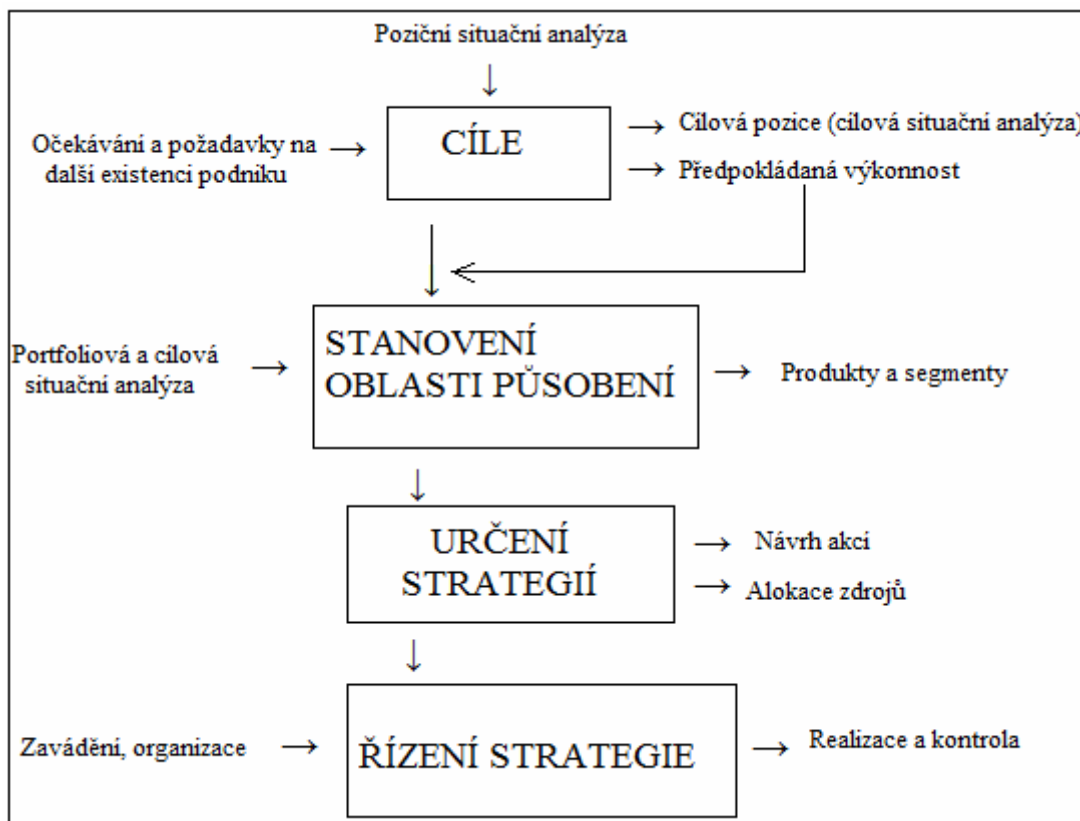 Poziční situační analýza
↓
Očekávání a požadavky na
další existenci podniku
→
CÍLE
→ Cílová pozice (cílová situační analýza)
→ Předpokládaná výkonnost
Portfoliová a cílová
situační analýza
→
STANOVENÍ
OBLASTI PŮSOBENÍ
→ Produkty a segmenty
↓
URČENÍ
STRATEGIÍ
→ Návrh akcí
→ Alokace zdrojů
↓
Zavádění, organizace →
ŘÍZENÍ STRATEGIE
→ Realizace a kontrola